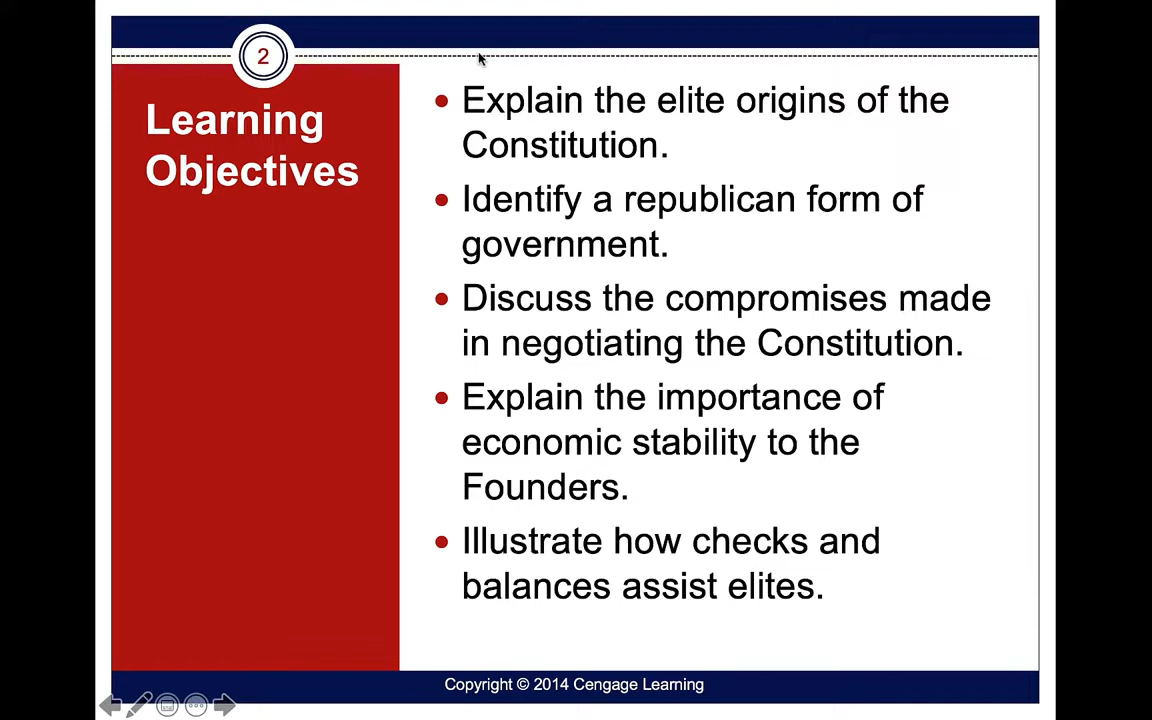 2
Learning
Objectives
• Explain the elite origins of the
Constitution.
• Identify a republican form of
government.
• Discuss the compromises made
in negotiating the Constitution.
• Explain the importance of
economic stability to the
Founders.
• Illustrate how checks and
balances assist elites.
Copyright © 2014 Cengage Learning